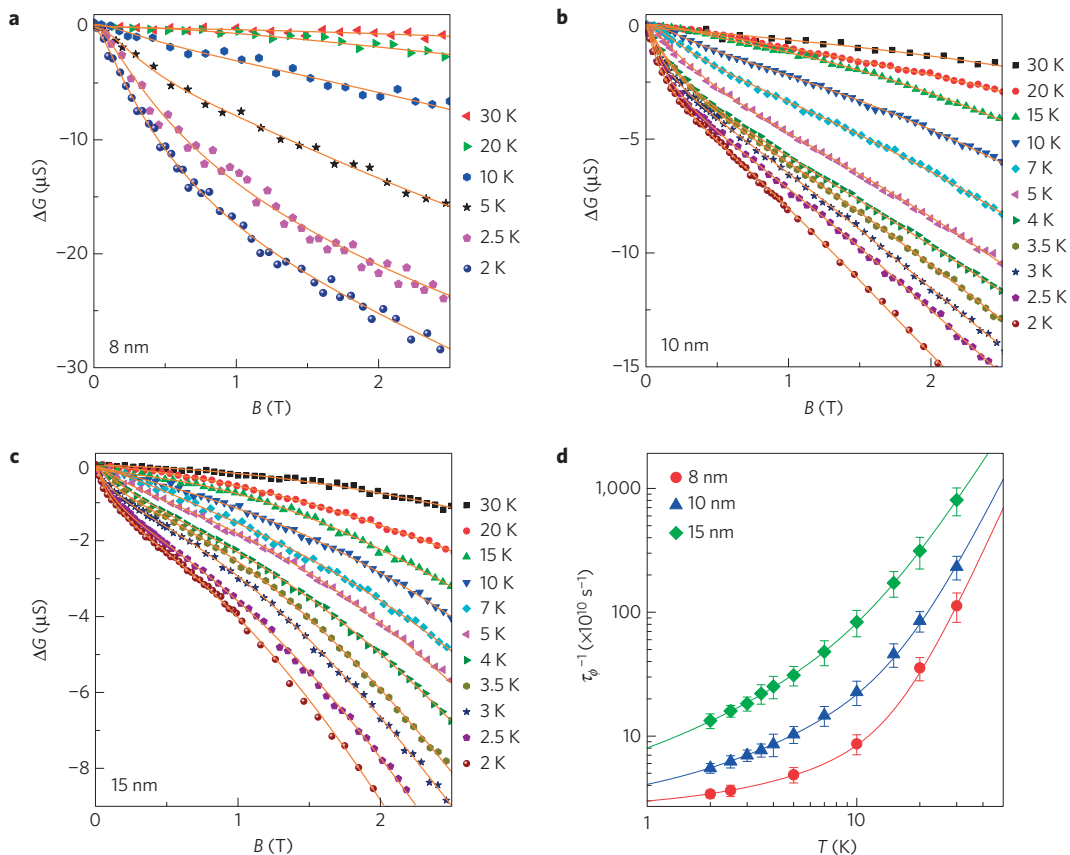 a
0
−10
−20
−30
ΔG (μS)
0
1
2
B (T)
8 nm
30 K
20 K
10 K
5 K
2.5 K
2 K
b
0
−5
−10
−15
ΔG (μS)
0
1
2
B (T)
10 nm
30 K
20 K
15 K
10 K
7 K
5 K
4 K
3.5 K
3 K
2.5 K
2 K
c
0
−2
−4
−6
−8
ΔG (μS)
0
1
2
B (T)
15 nm
30 K
20 K
15 K
10 K
7 K
5 K
4 K
3.5 K
3 K
2.5 K
2 K
d
8 nm
10 nm
15 nm
1,000
100
10
τϕ⁻¹ (×10¹⁰ s⁻¹)
1
10
T (K)